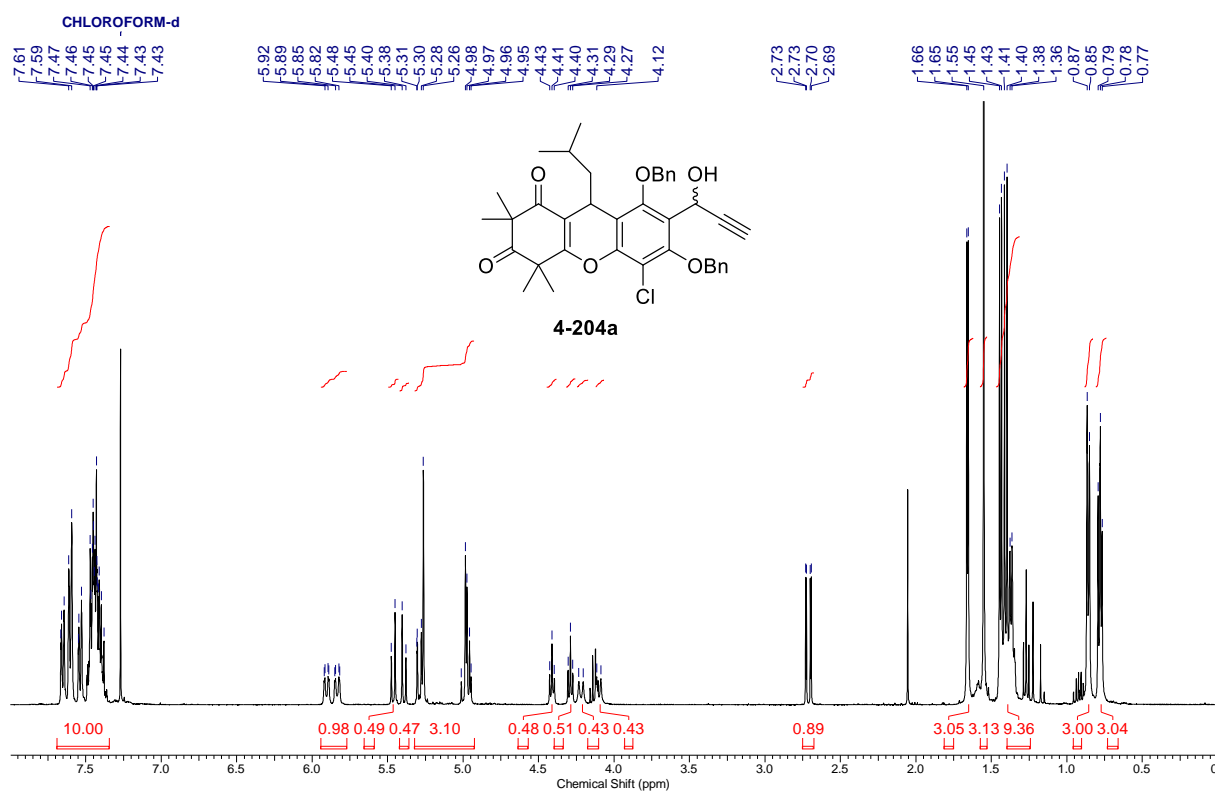 CHLOROFORM-d
7.61 7.59 7.47 7.46 7.45 7.45 7.44 7.43 7.43 5.92 5.89 5.85 5.82 5.48 5.45 5.40 5.38 5.31 5.30 5.28 5.26 4.98 4.97 4.96 4.95 4.43 4.41 4.40 4.31 4.29 4.27 4.12 2.73 2.73 2.70 2.69 1.66 1.65 1.55 1.45 1.43 1.41 1.40 1.38 1.36 0.87 0.85 0.79 0.78 0.77
O OBn OH
O O OBn
Cl
4-204a
10.00 0.98 0.49 0.47 3.10 0.48 0.51 0.43 0.43 0.89 3.05 3.13 9.36 3.00 3.04
7.5 7.0 6.5 6.0 5.5 5.0 4.5 4.0 3.5 3.0 2.5 2.0 1.5 1.0 0.5 0
Chemical Shift (ppm)